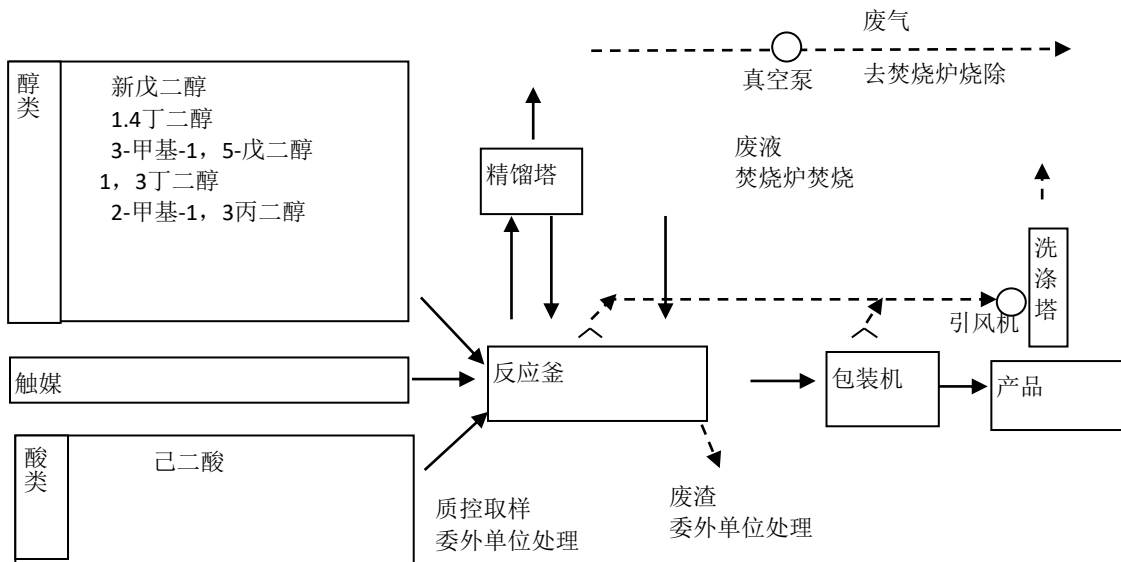 废气
真空泵
去焚烧炉烧除
醇类
新戊二醇
1.4丁二醇
3-甲基-1，5-戊二醇
1，3丁二醇
2-甲基-1，3丙二醇
精馏塔
废液
焚烧炉焚烧
洗涤塔
引风机
触媒
反应釜
包装机
产品
酸类
己二酸
质控取样
委外单位处理
废渣
委外单位处理